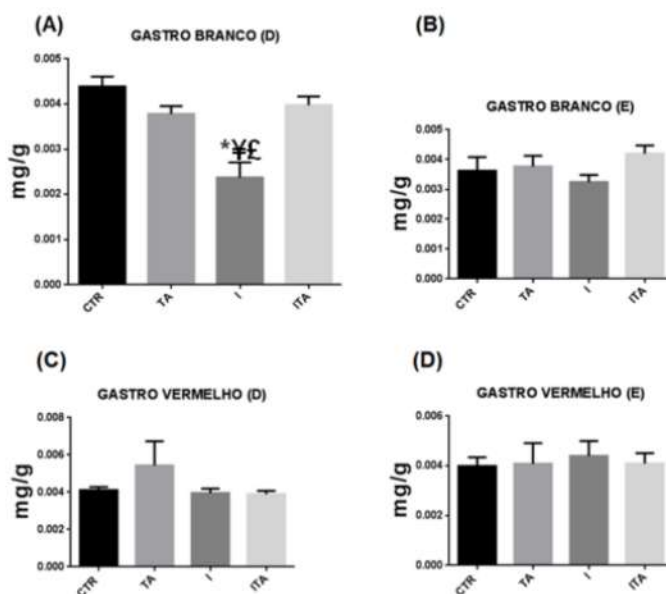 (A)
GASTRO BRANCO (D)
0.005
0.004
0.003
0.002
0.001
0.000
mg/g
*¥£
CTR
TA
I
ITA
(B)
GASTRO BRANCO (E)
0.005
0.004
0.003
0.002
0.001
0.000
mg/g
CTR
TA
I
ITA
(C)
GASTRO VERMELHO (D)
0.008
0.006
0.004
0.002
0.000
mg/g
CTR
TA
I
ITA
(D)
GASTRO VERMELHO (E)
0.006
0.004
0.002
0.000
mg/g
CTR
TA
I
ITA